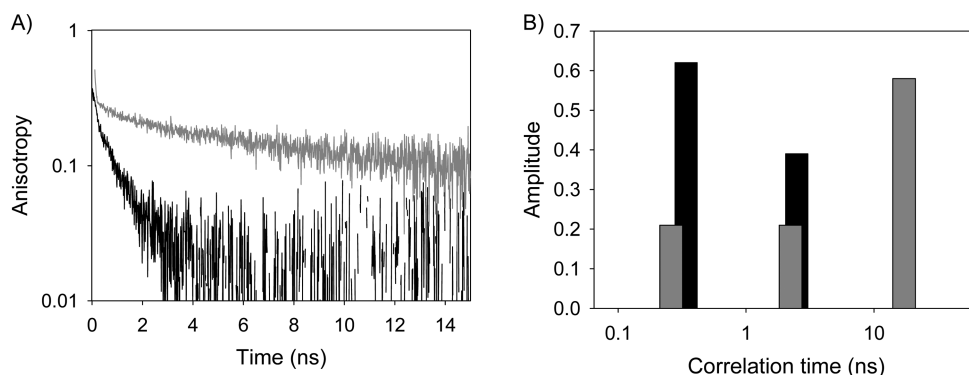 A)
1
0.1
0.01
Anisotropy
0 2 4 6 8 10 12 14
Time (ns)
B)
0.7
0.6
0.5
0.4
0.3
0.2
0.1
0.0
Amplitude
0.1 1 10
Correlation time (ns)